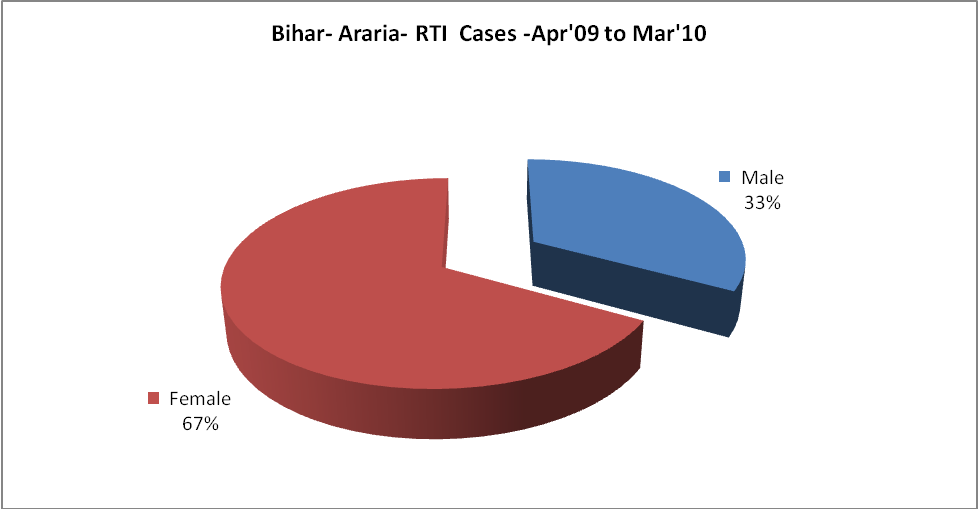 Bihar- Araria- RTI  Cases -Apr'09 to Mar'10
Male
33%
Female
67%